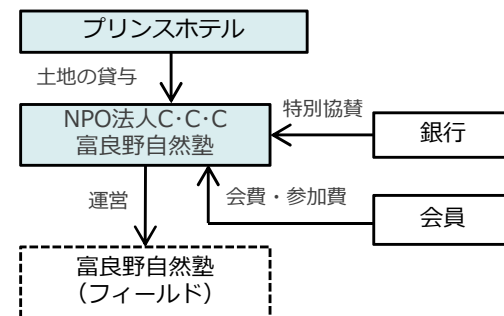 プリンスホテル
土地の貸与
NPO法人C・C・C
富良野自然塾
特別協賛
銀行
運営
会費・参加費
会員
富良野自然塾
（フィールド）